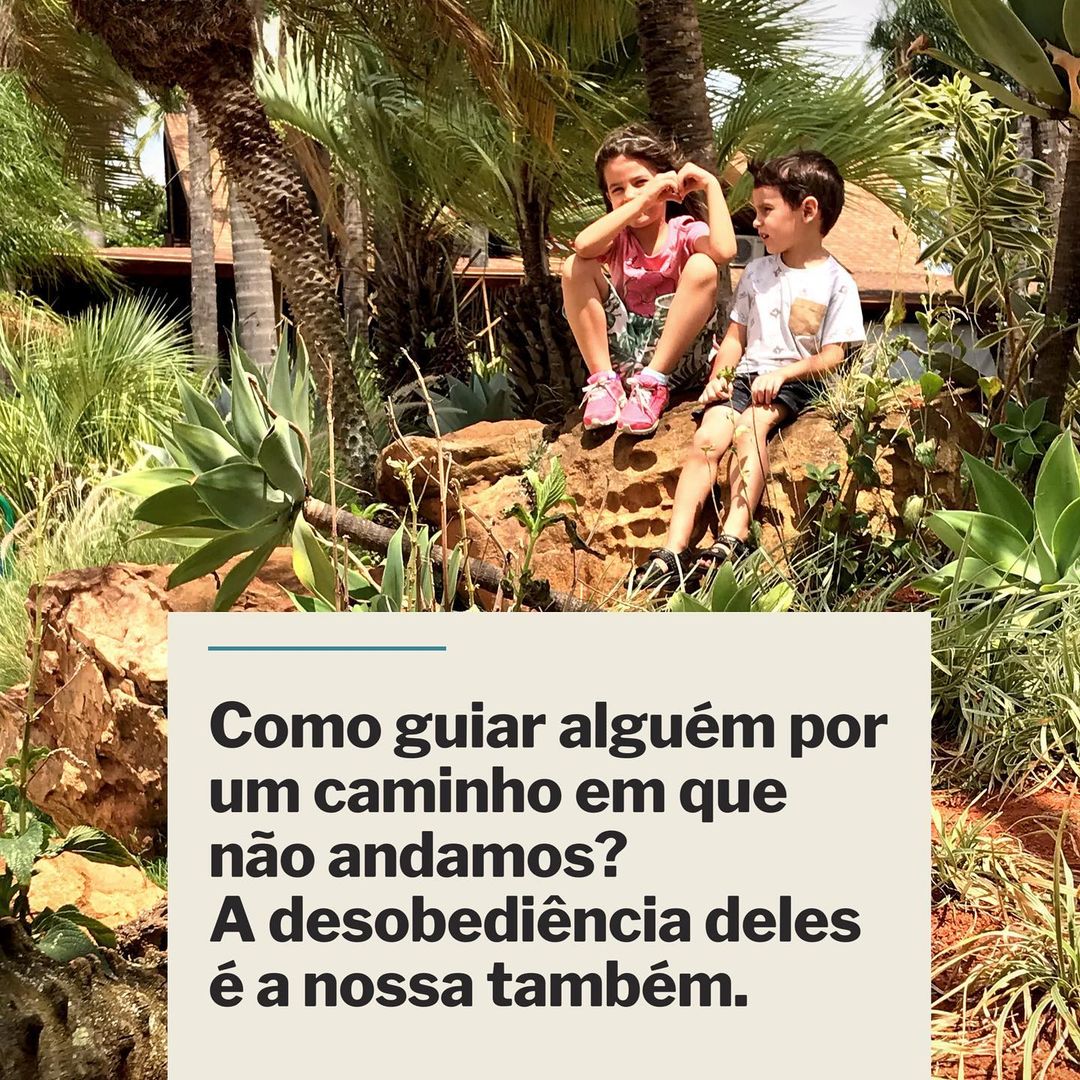 Como guiar alguém por
um caminho em que
não andamos?
A desobediência deles
é a nossa também.